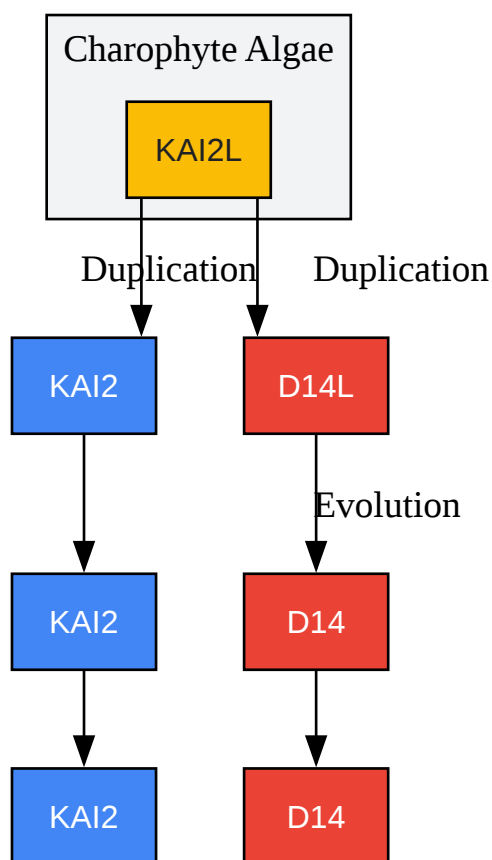 Charophyte Algae
KAI2L
Duplication Duplication
KAI2 D14L
Evolution
KAI2 D14
KAI2 D14